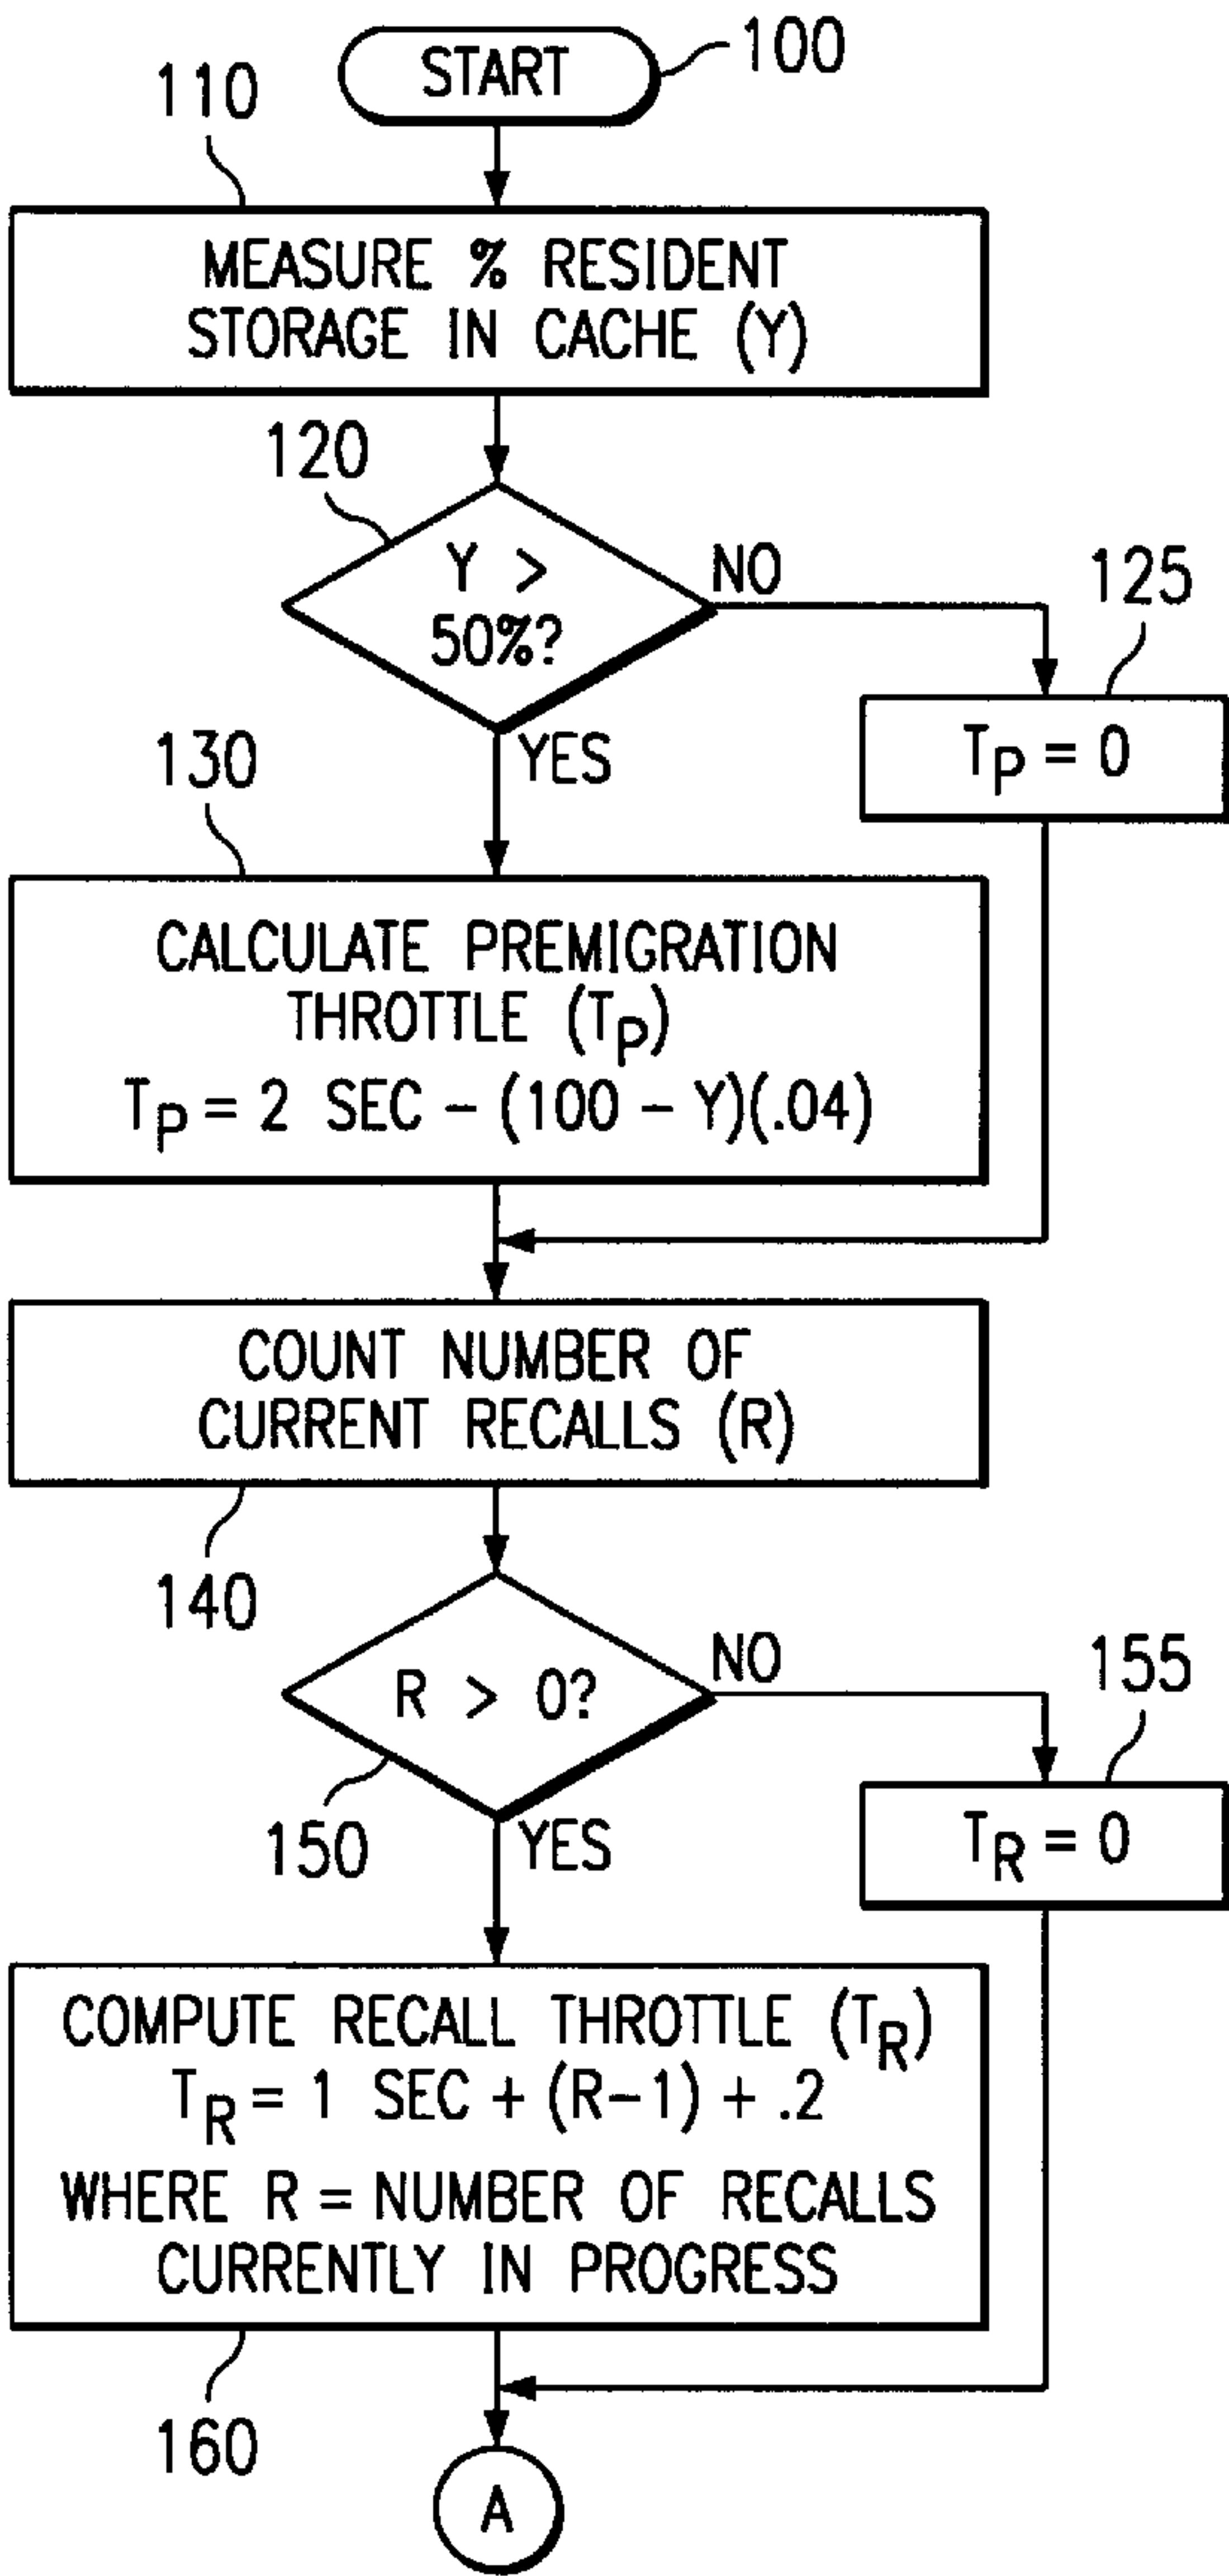 START
100
110
MEASURE % RESIDENT
STORAGE IN CACHE (Y)
120
Y >
50%?
NO
125
TP = 0
YES
130
CALCULATE PREMIGRATION
THROTTLE (TP)
TP = 2 SEC - (100 - Y)(.04)
COUNT NUMBER OF
CURRENT RECALLS (R)
140
R > 0?
NO
155
TR = 0
150
YES
COMPUTE RECALL THROTTLE (TR)
TR = 1 SEC + (R-1) + .2
WHERE R = NUMBER OF RECALLS
CURRENTLY IN PROGRESS
160
A